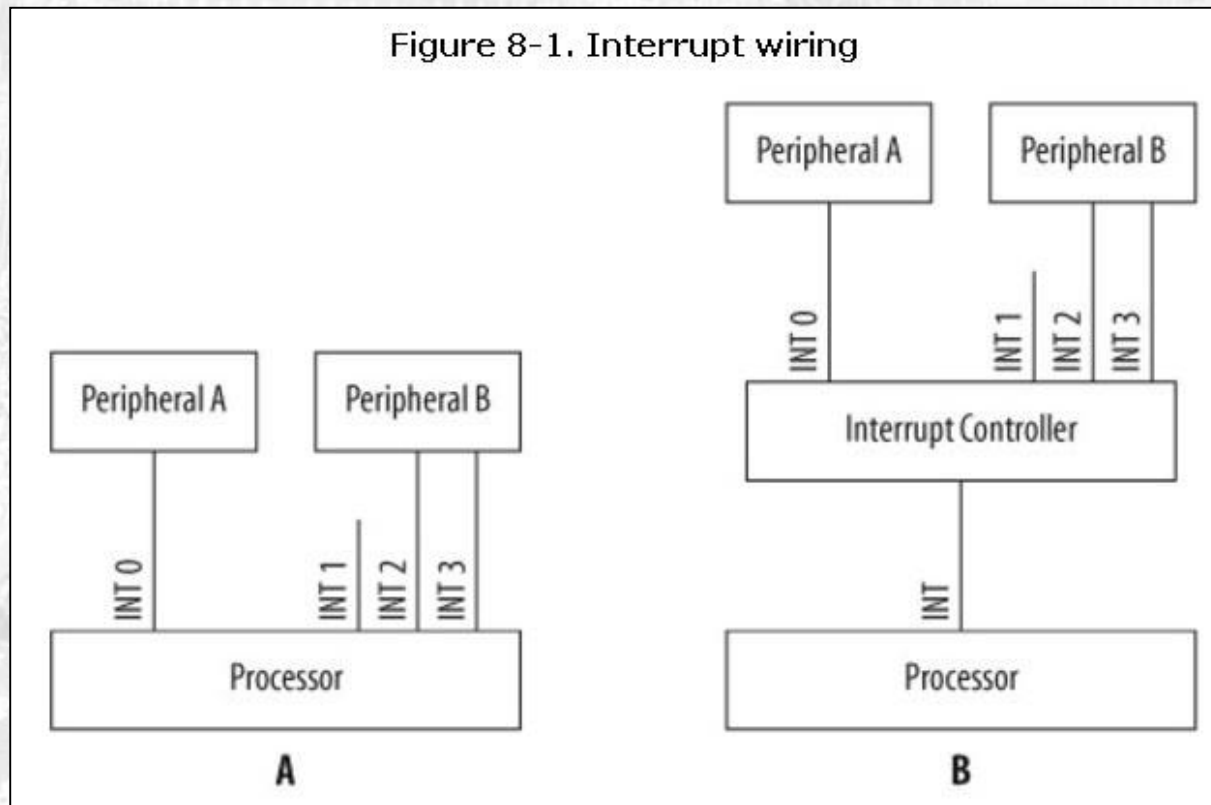 Figure 8-1. Interrupt wiring
Peripheral A
Peripheral B
INT 0
INT 1
INT 2
INT 3
Processor
A
Peripheral A
Peripheral B
INT 0
INT 1
INT 2
INT 3
Interrupt Controller
INT
Processor
B